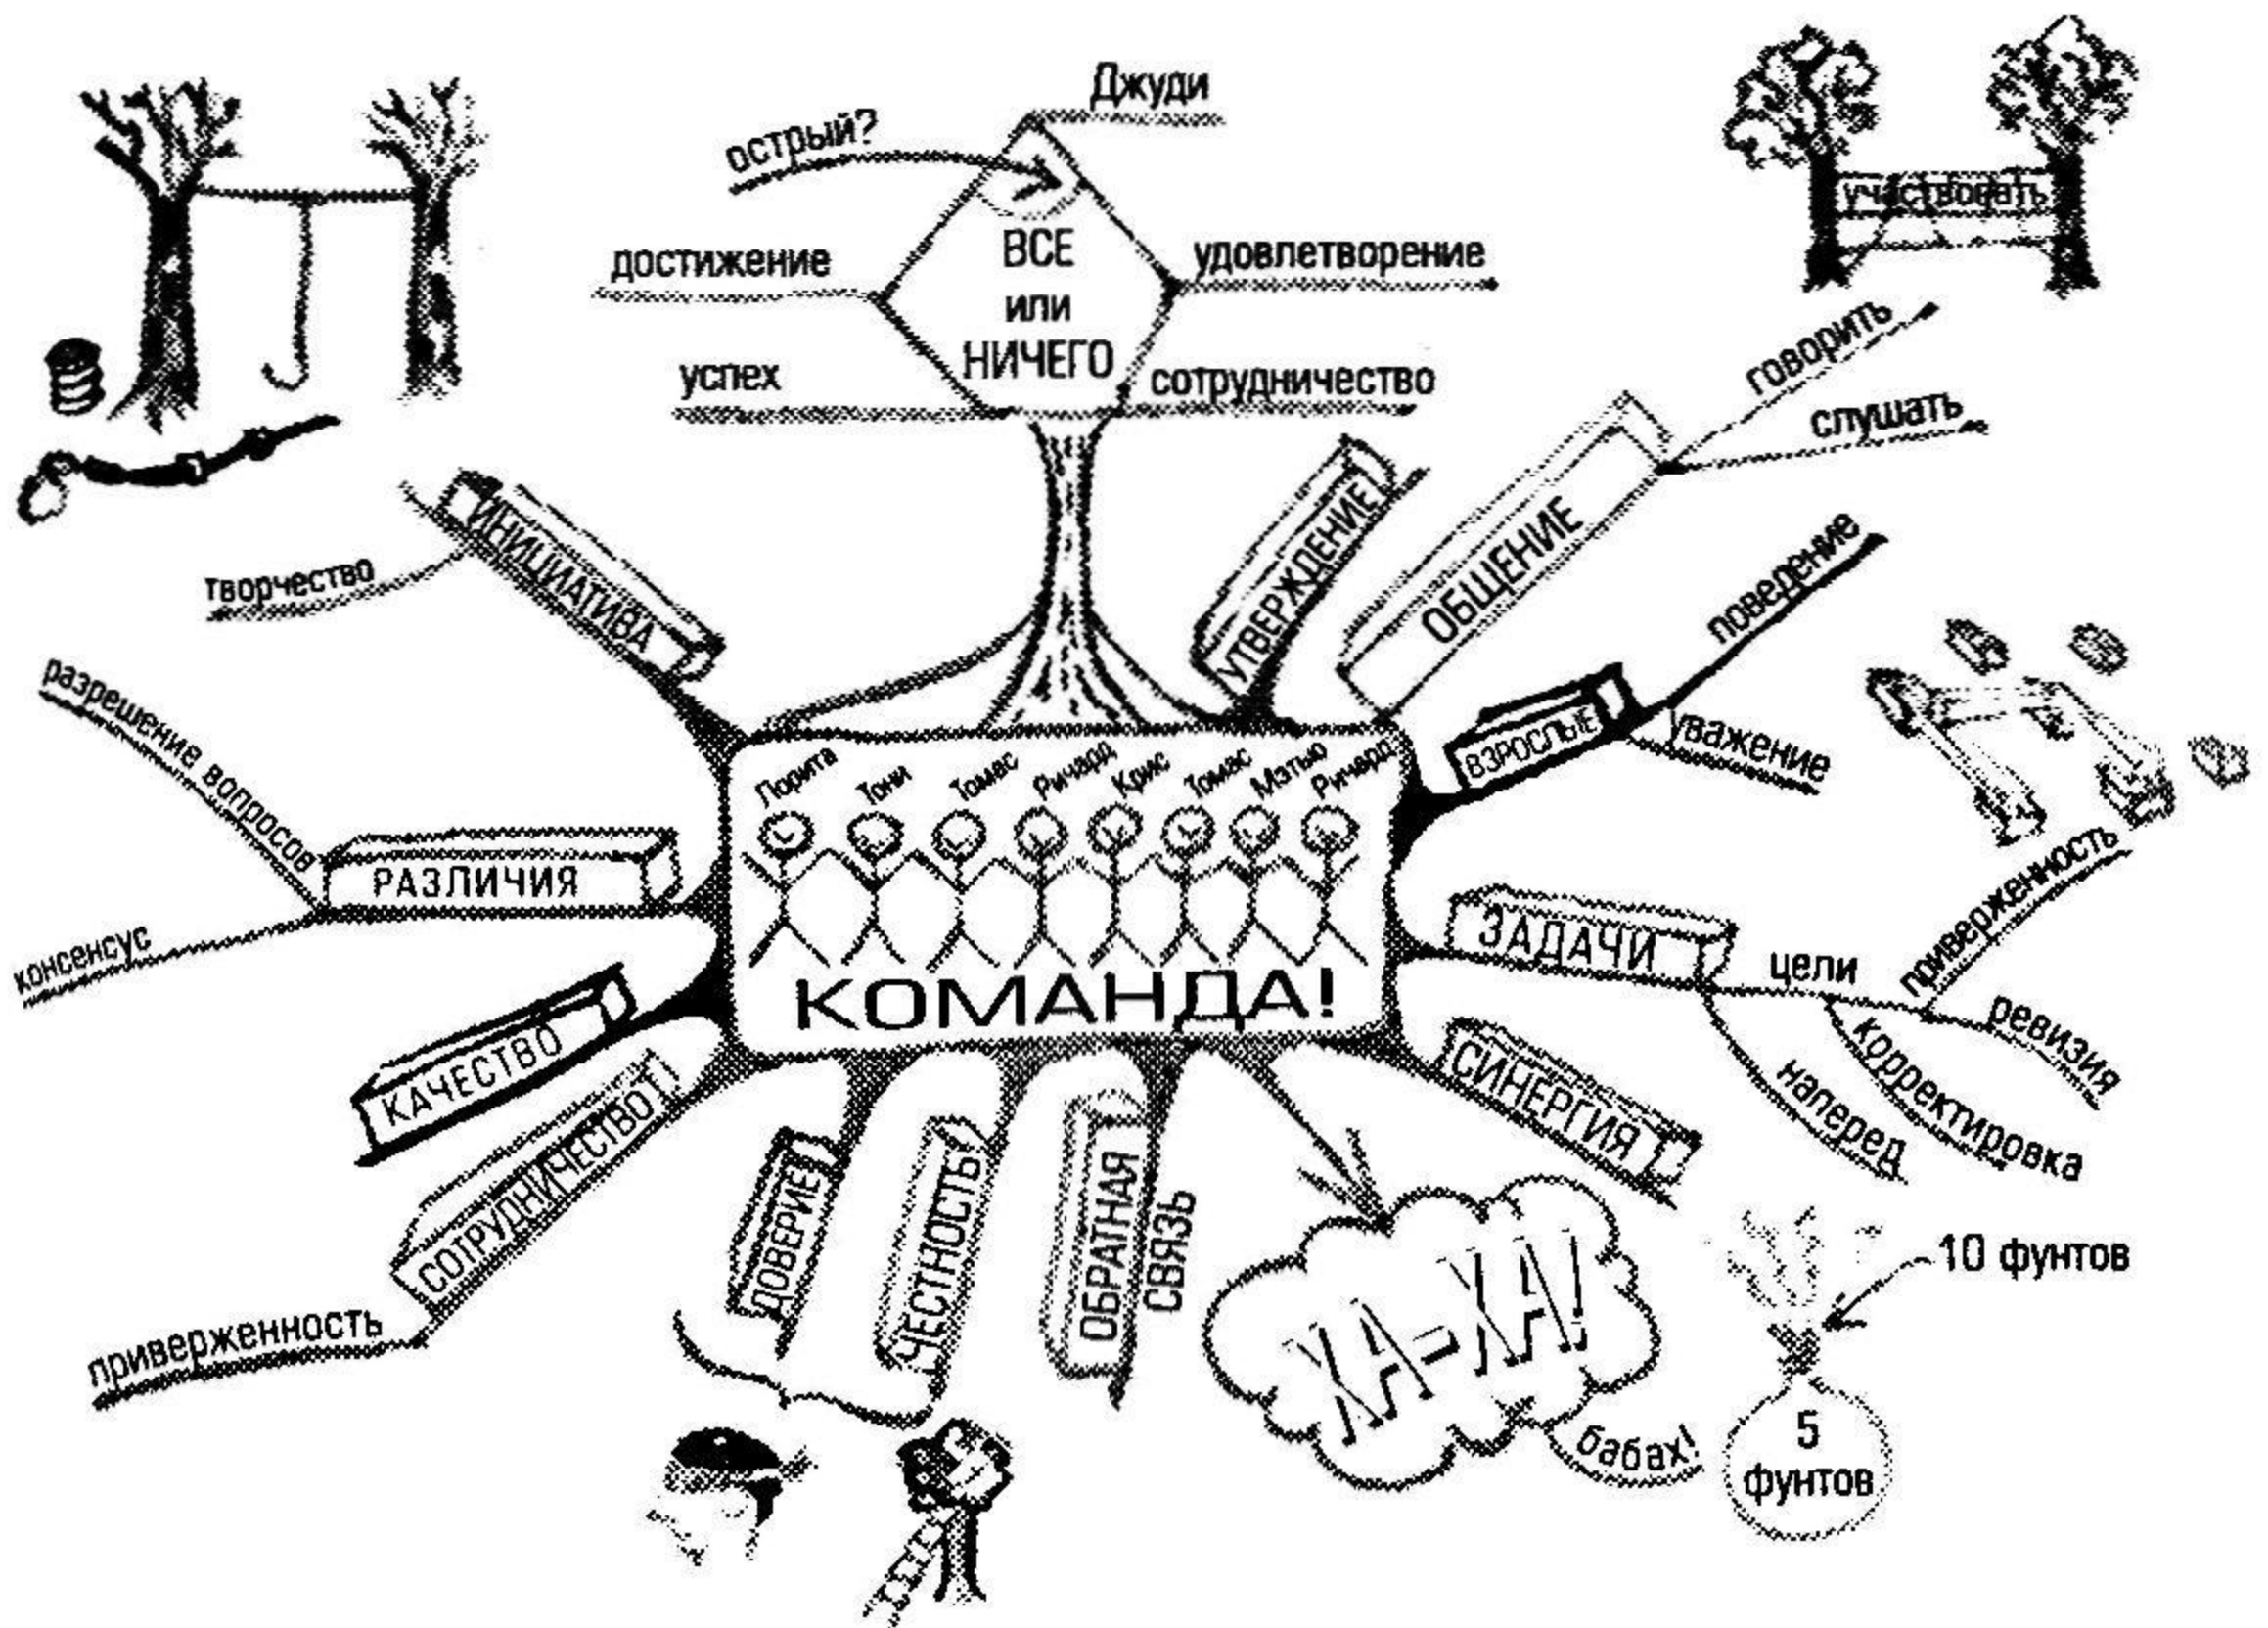 Джуди
острый?
участвовать
ВСЕ
или
НИЧЕГО
достижение
удовлетворение
успех
сотрудничество
говорить
слушать
ИНИЦИАТИВА
творчество
УТВЕРЖДЕНИЕ
ОБЩЕНИЕ
поведение
ВЗРОСЛЫЕ
уважение
разрешение вопросов
РАЗЛИЧИЯ
консенсус
Лорита
Тони
Томас
Ричард
Крис
Томас
Мэтью
Ричард
КОМАНДА!
ЗАДАЧИ
цели
приверженность
ревизия
корректировка
наперед
КАЧЕСТВО
СОТРУДНИЧЕСТВО
приверженность
ДОВЕРИЕ
ЧЕСТНОСТЬ
ОБРАТНАЯ
СВЯЗЬ
СИНЕРГИЯ
ХА-ХА!
бабах!
10 фунтов
5
фунтов